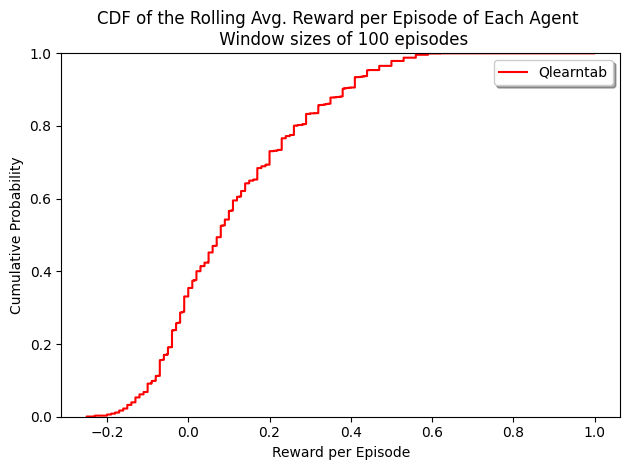 CDF of the Rolling Avg. Reward per Episode of Each Agent
Window sizes of 100 episodes
Qlearntab
Cumulative Probability
1.0
0.8
0.6
0.4
0.2
0.0
−0.2 0.0 0.2 0.4 0.6 0.8 1.0
Reward per Episode